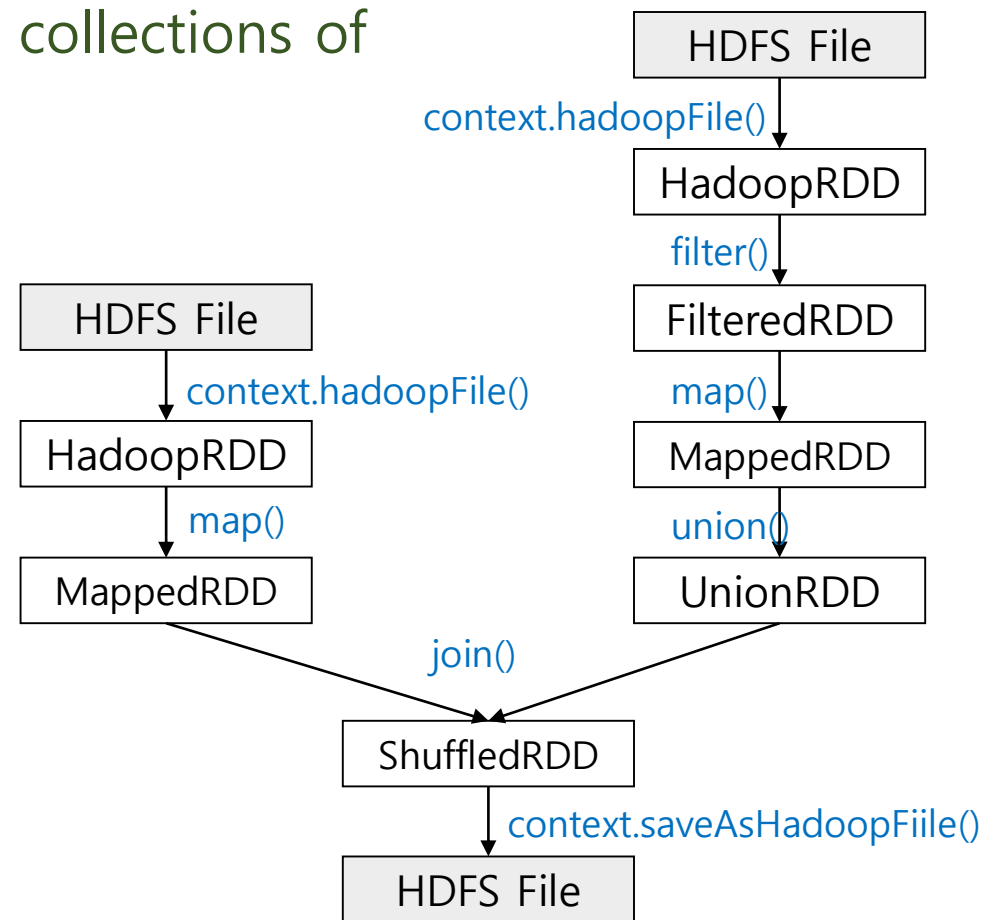 collections of
HDFS File
context.hadoopFile()
HadoopRDD
filter()
FilteredRDD
map()
MappedRDD
union()
UnionRDD
HDFS File
context.hadoopFile()
HadoopRDD
map()
MappedRDD
join()
ShuffledRDD
context.saveAsHadoopFiile()
HDFS File